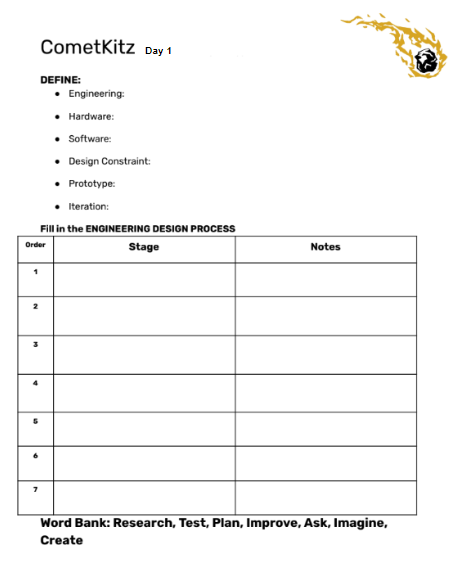 CometKitz Day 1
DEFINE:
• Engineering:
• Hardware:
• Software:
• Design Constraint:
• Prototype:
• Iteration:
Fill in the ENGINEERING DESIGN PROCESS
Order Stage Notes
1
2
3
4
5
6
7
Word Bank: Research, Test, Plan, Improve, Ask, Imagine,
Create